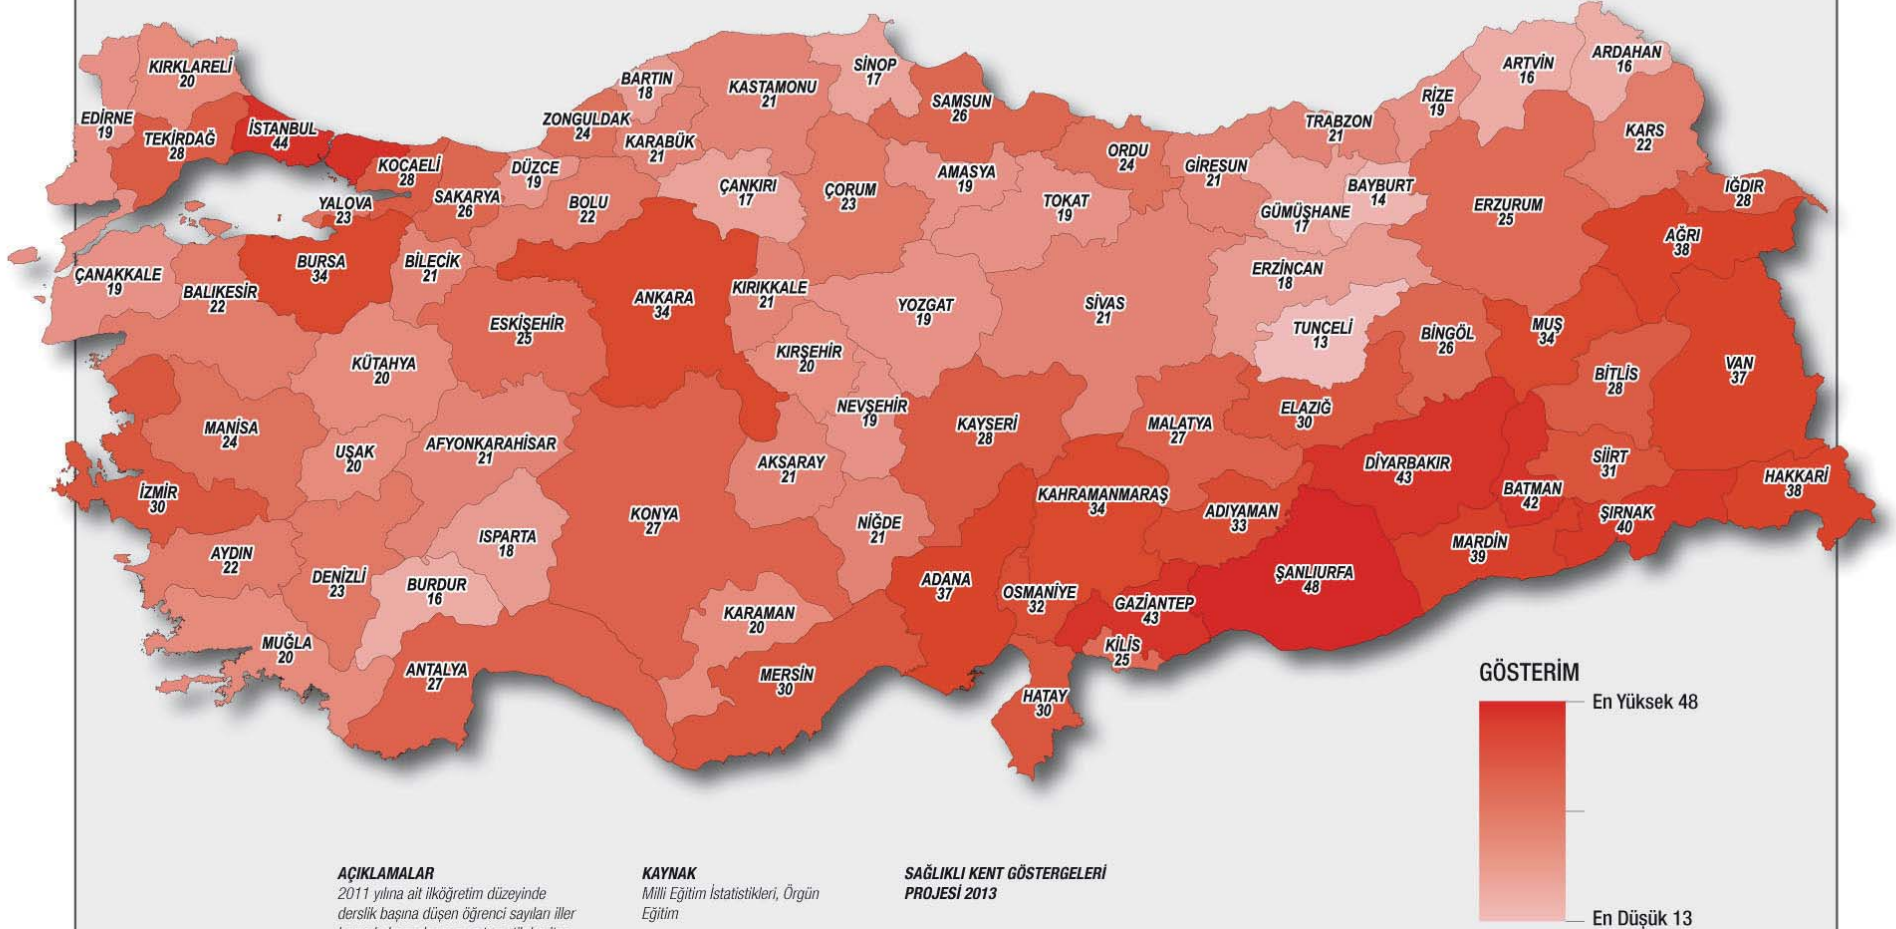 KIRKLARELİ
20
EDİRNE
19
TEKİRDAĞ
28
İSTANBUL
44
KOCAELİ
28
YALOVA
23
SAKARYA
26
DÜZCE
19
BOLU
22
ZONGULDAK
24
BARTIN
18
KARABÜK
21
KASTAMONU
21
SİNOP
17
SAMSUN
26
ÇANKIRI
17
ÇORUM
23
AMASYA
19
TOKAT
19
ORDU
24
GİRESUN
21
TRABZON
21
RİZE
19
ARTVİN
16
ARDAHAN
16
KARS
22
IĞDIR
28
AĞRI
38
ERZURUM
25
BAYBURT
14
GÜMÜŞHANE
17
ERZİNCAN
18
TUNCELİ
13
BİNGÖL
26
MUŞ
34
BİTLİS
28
VAN
37
HAKKARİ
38
ŞIRNAK
40
SİİRT
31
BATMAN
42
MARDİN
39
DİYARBAKIR
43
ELAZIĞ
30
MALATYA
27
ADIYAMAN
33
ŞANLIURFA
48
GAZİANTEP
43
KİLİS
25
HATAY
30
OSMANİYE
32
KAHRAMANMARAŞ
34
ADANA
37
MERSİN
30
KARAMAN
20
NİĞDE
21
KAYSERİ
28
SİVAS
21
YOZGAT
19
NEVŞEHİR
19
KIRŞEHİR
20
KIRIKKALE
21
AKSARAY
21
ANKARA
34
KONYA
27
ESKİŞEHİR
25
BİLECİK
21
BURSA
34
ÇANAKKALE
19
BALIKESİR
22
KÜTAHYA
20
MANİSA
24
UŞAK
20
AFYONKARAHİSAR
21
İZMİR
30
AYDIN
22
DENİZLİ
23
ISPARTA
18
BURDUR
16
MUĞLA
20
ANTALYA
27
GÖSTERİM
En Yüksek 48
En Düşük 13
AÇIKLAMALAR
2011 yılına ait ilköğretim düzeyinde
derslik başına düşen öğrenci sayıları iller
KAYNAK
Milli Eğitim İstatistikleri, Örgün
Eğitim
SAĞLIKLI KENT GÖSTERGELERİ
PROJESİ 2013